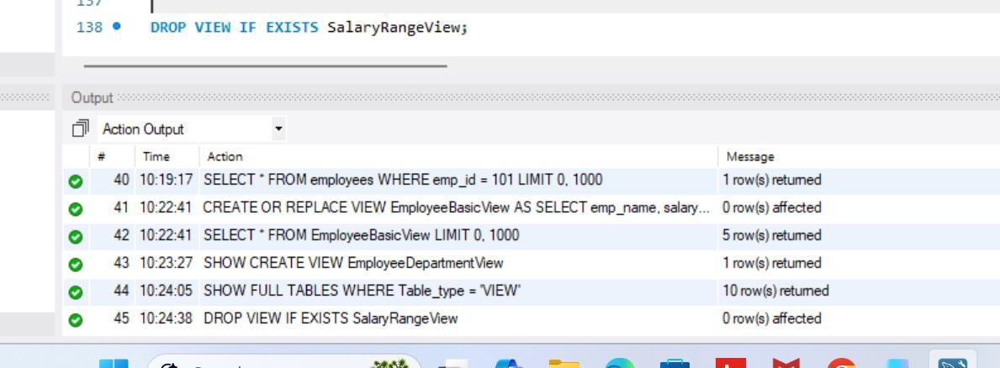 137
138 DROP VIEW IF EXISTS SalaryRangeView;
Output
Action Output
# Time Action Message
40 10:19:17 SELECT * FROM employees WHERE emp_id = 101 LIMIT 0, 1000 1 row(s) returned
41 10:22:41 CREATE OR REPLACE VIEW EmployeeBasicView AS SELECT emp_name, salary... 0 row(s) affected
42 10:22:41 SELECT * FROM EmployeeBasicView LIMIT 0, 1000 5 row(s) returned
43 10:23:27 SHOW CREATE VIEW EmployeeDepartmentView 1 row(s) returned
44 10:24:05 SHOW FULL TABLES WHERE Table_type = 'VIEW' 10 row(s) returned
45 10:24:38 DROP VIEW IF EXISTS SalaryRangeView 0 row(s) affected